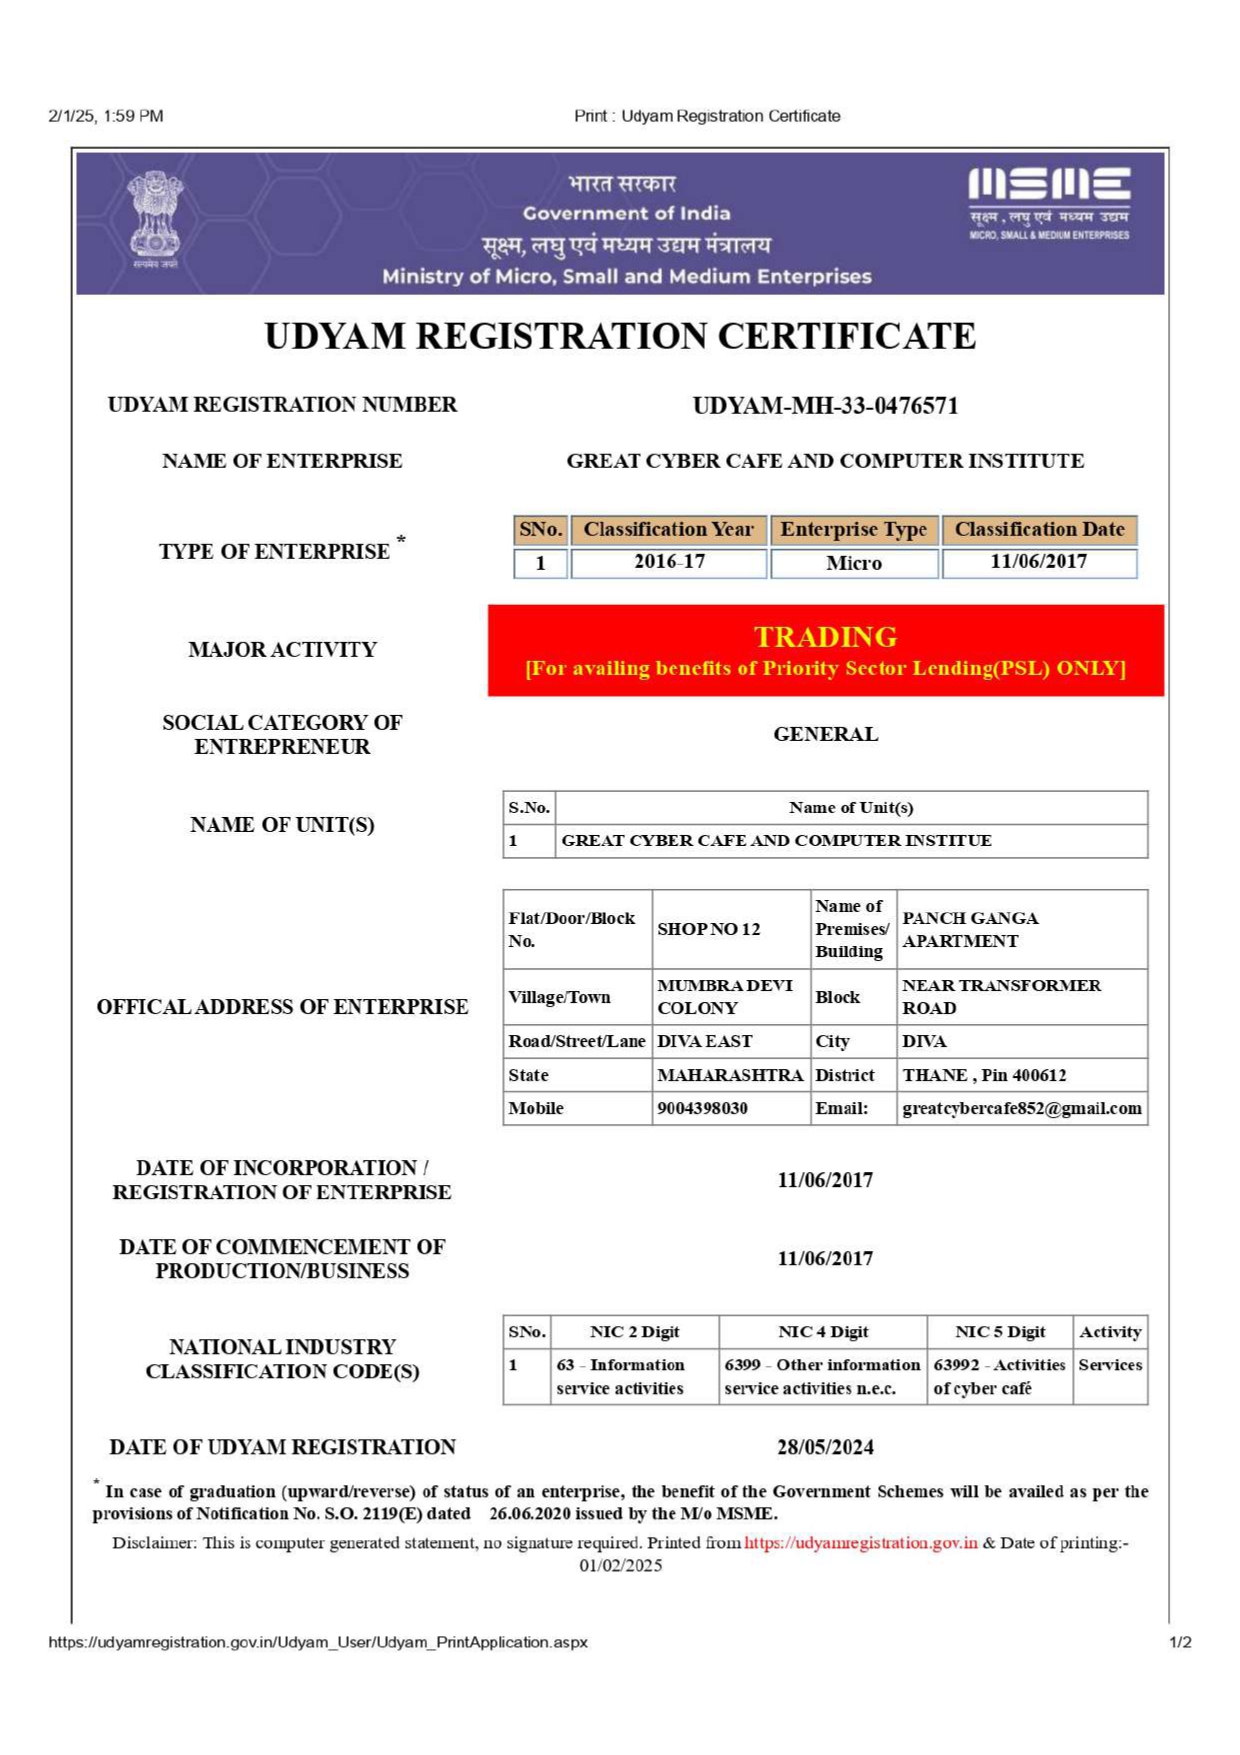 2/1/25, 1:59 PM
Print : Udyam Registration Certificate
सत्यमेव जयते
भारत सरकार
Government of India
सूक्ष्म, लघु एवं मध्यम उद्यम मंत्रालय
Ministry of Micro, Small and Medium Enterprises
MSME
सूक्ष्म , लघु एवं मध्यम उद्यम
MICRO, SMALL & MEDIUM ENTERPRISES
UDYAM REGISTRATION CERTIFICATE
UDYAM REGISTRATION NUMBER
UDYAM-MH-33-0476571
NAME OF ENTERPRISE
GREAT CYBER CAFE AND COMPUTER INSTITUTE
TYPE OF ENTERPRISE *
SNo. Classification Year Enterprise Type Classification Date
1 2016-17 Micro 11/06/2017
MAJOR ACTIVITY
TRADING
[For availing benefits of Priority Sector Lending(PSL) ONLY]
SOCIAL CATEGORY OF
ENTREPRENEUR
GENERAL
NAME OF UNIT(S)
S.No. Name of Unit(s)
1 GREAT CYBER CAFE AND COMPUTER INSTITUE
OFFICAL ADDRESS OF ENTERPRISE
Flat/Door/Block
No.
SHOP NO 12
Name of
Premises/
Building
PANCH GANGA
APARTMENT
Village/Town
MUMBRA DEVI
COLONY
Block
NEAR TRANSFORMER
ROAD
Road/Street/Lane DIVA EAST City DIVA
State MAHARASHTRA District THANE , Pin 400612
Mobile 9004398030 Email: greatcybercafe852@gmail.com
DATE OF INCORPORATION /
REGISTRATION OF ENTERPRISE
11/06/2017
DATE OF COMMENCEMENT OF
PRODUCTION/BUSINESS
11/06/2017
NATIONAL INDUSTRY
CLASSIFICATION CODE(S)
SNo. NIC 2 Digit NIC 4 Digit NIC 5 Digit Activity
1 63 - Information 6399 - Other information 63992 - Activities Services
service activities service activities n.e.c. of cyber café
DATE OF UDYAM REGISTRATION
28/05/2024
* In case of graduation (upward/reverse) of status of an enterprise, the benefit of the Government Schemes will be availed as per the
provisions of Notification No. S.O. 2119(E) dated 26.06.2020 issued by the M/o MSME.
Disclaimer: This is computer generated statement, no signature required. Printed from https://udyamregistration.gov.in & Date of printing:-
01/02/2025
https://udyamregistration.gov.in/Udyam_User/Udyam_PrintApplication.aspx
1/2